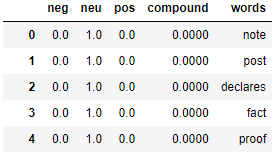 neg neu pos compound words
0 0.0 1.0 0.0 0.0000 note
1 0.0 1.0 0.0 0.0000 post
2 0.0 1.0 0.0 0.0000 declares
3 0.0 1.0 0.0 0.0000 fact
4 0.0 1.0 0.0 0.0000 proof